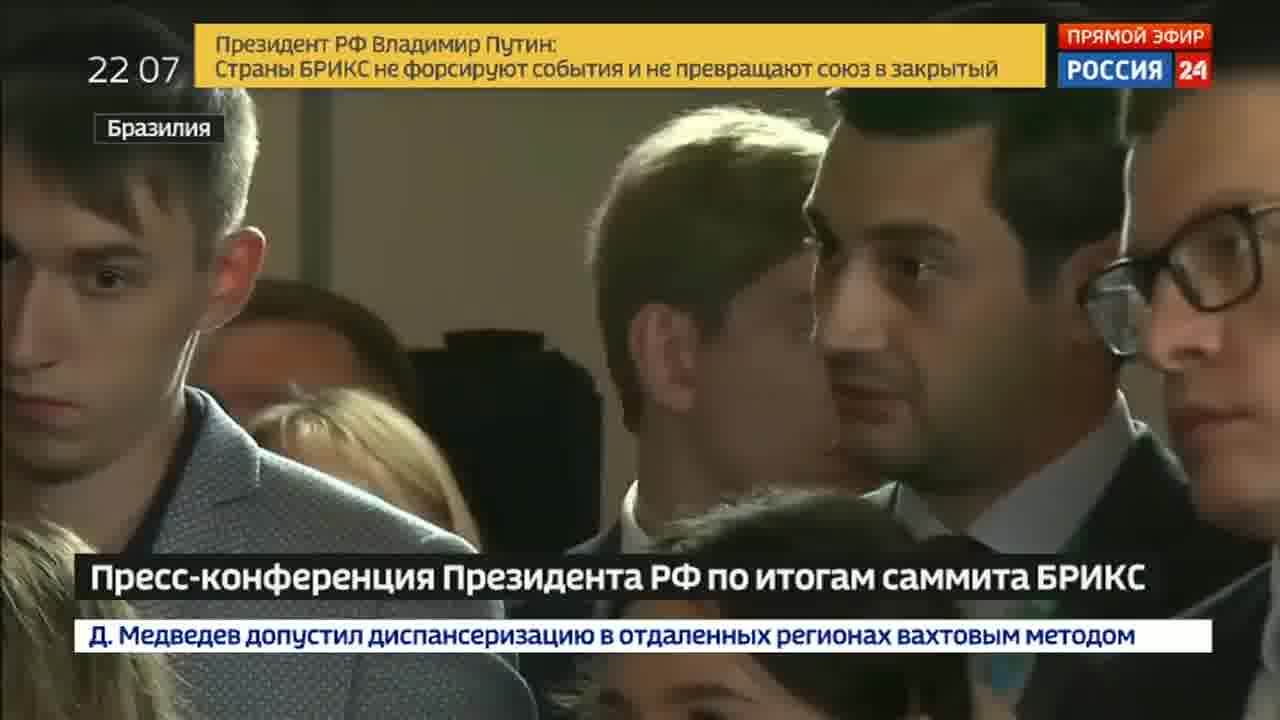 22 07
Президент РФ Владимир Путин:
Страны БРИКС не форсируют события и не превращают союз в закрытый
ПРЯМОЙ ЭФИР
РОССИЯ 24
Бразилия
Пресс-конференция Президента РФ по итогам саммита БРИКС
Д. Медведев допустил диспансеризацию в отдаленных регионах вахтовым методом